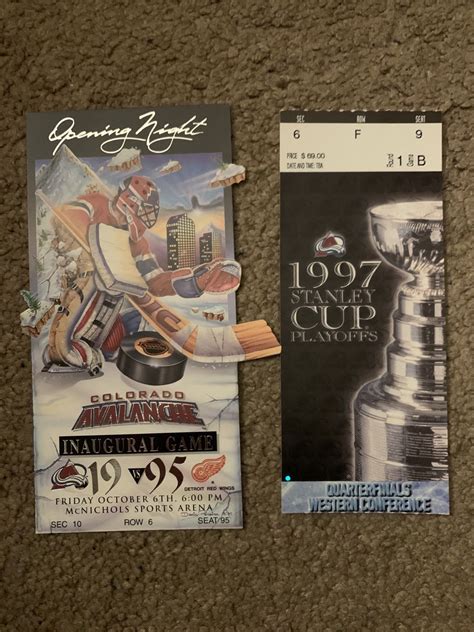 Opening Night
COLORADO
AVALANCHE
INAUGURAL GAME
19 vs 95
DETROIT RED WINGS
FRIDAY OCTOBER 6TH, 6:00 PM
McNICHOLS SPORTS ARENA
SEC 10 ROW 6 SEAT/95
SEC ROW SEAT
6 F 9
PRICE $ 69.00
DATE AND TIME: TBA
Round 1 Game B
1997
STANLEY
CUP
PLAYOFFS
QUARTERFINALS
WESTERN CONFERENCE